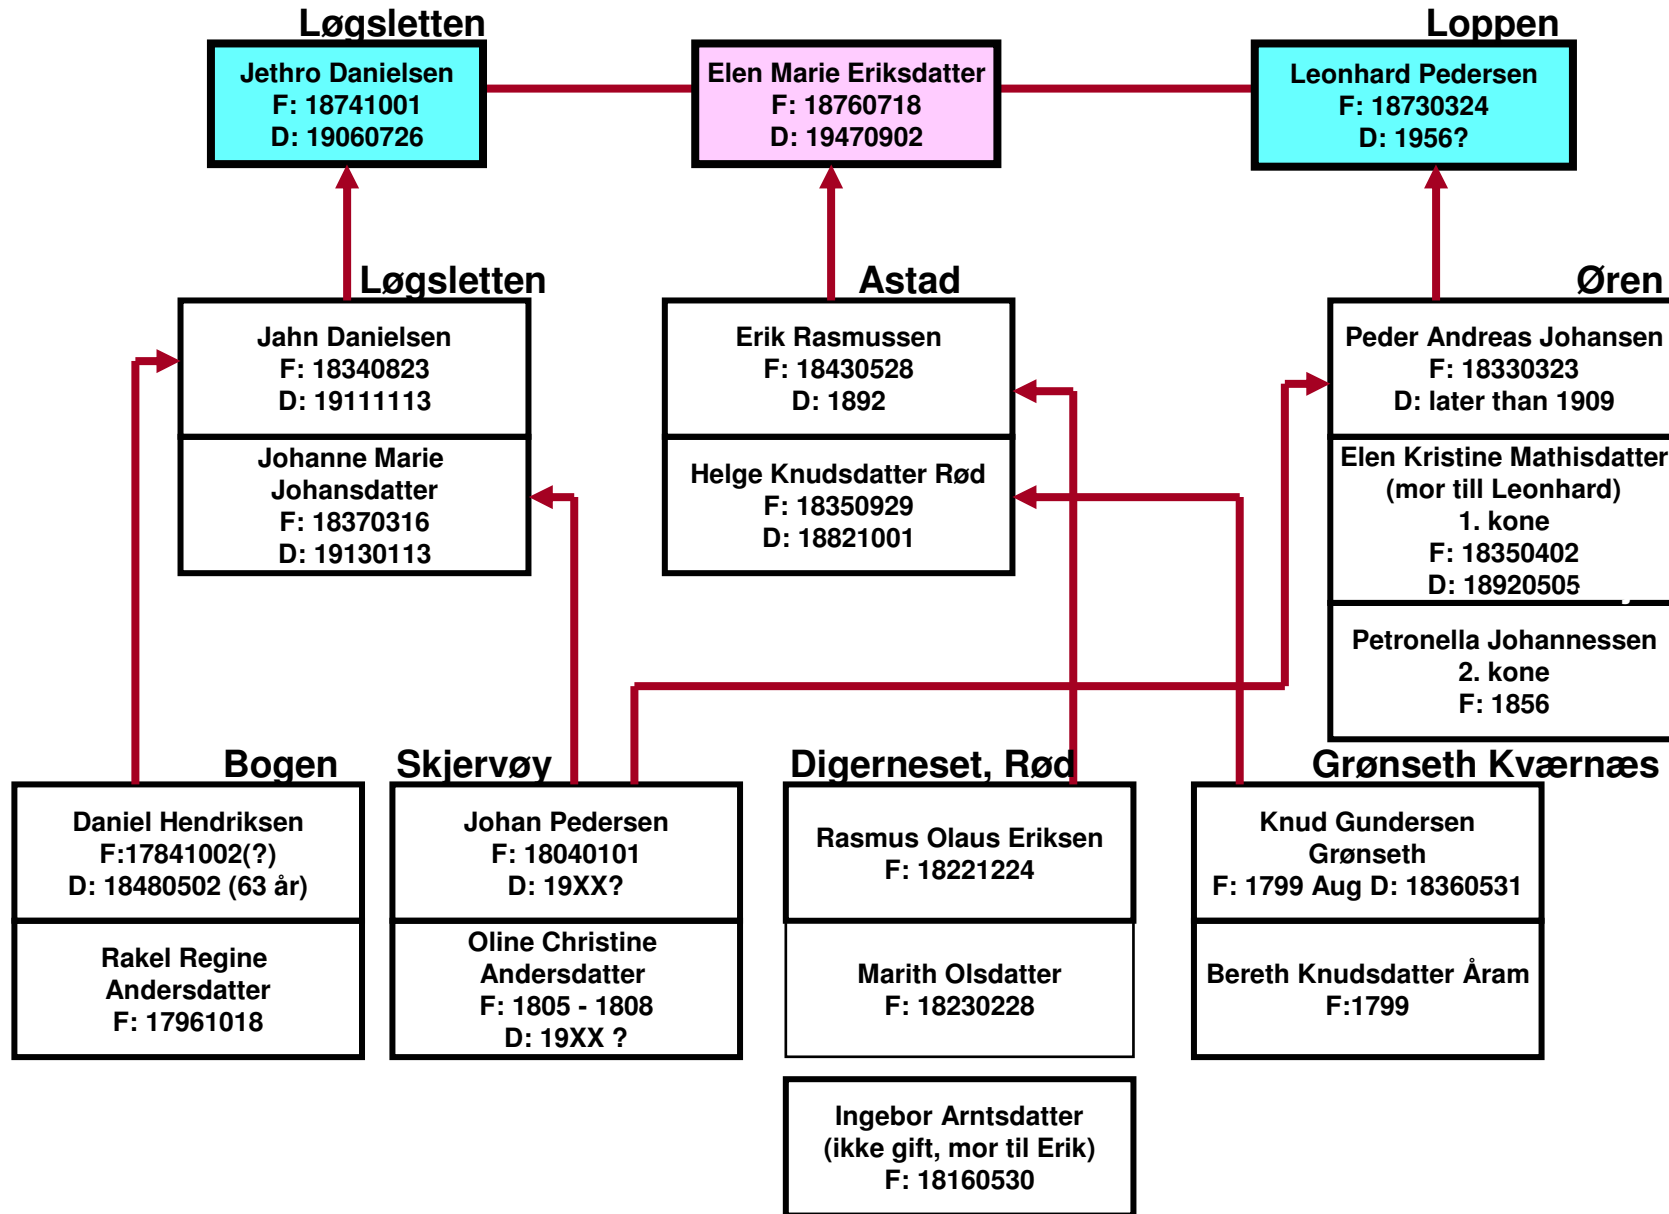 Løgsletten
Jethro Danielsen
F: 18741001
D: 19060726
Elen Marie Eriksdatter
F: 18760718
D: 19470902
Loppen
Leonhard Pedersen
F: 18730324
D: 1956?
Løgsletten
Jahn Danielsen
F: 18340823
D: 19111113
Johanne Marie
Johansdatter
F: 18370316
D: 19130113
Astad
Erik Rasmussen
F: 18430528
D: 1892
Helge Knudsdatter Rød
F: 18350929
D: 18821001
Øren
Peder Andreas Johansen
F: 18330323
D: later than 1909
Elen Kristine Mathisdatter
(mor till Leonhard)
1. kone
F: 18350402
D: 18920505
Petronella Johannessen
2. kone
F: 1856
Bogen
Daniel Hendriksen
F:17841002(?)
D: 18480502 (63 år)
Rakel Regine
Andersdatter
F: 17961018
Skjervøy
Johan Pedersen
F: 18040101
D: 19XX?
Oline Christine
Andersdatter
F: 1805 - 1808
D: 19XX ?
Digerneset, Rød
Rasmus Olaus Eriksen
F: 18221224
Marith Olsdatter
F: 18230228
Ingebor Arntsdatter
(ikke gift, mor til Erik)
F: 18160530
Grønseth Kværnæs
Knud Gundersen
Grønseth
F: 1799 Aug D: 18360531
Bereth Knudsdatter Åram
F:1799